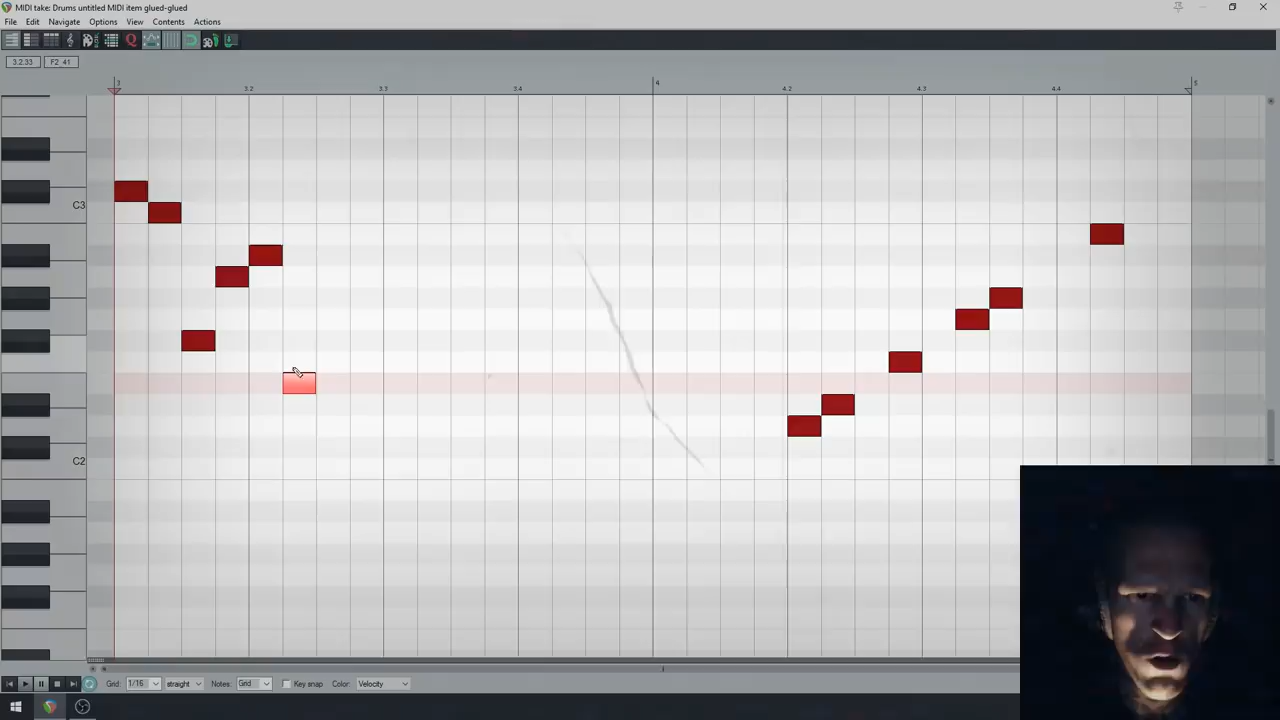 MIDI take: Drums untitled MIDI item glued-glued
File Edit Navigate Options View Contents Actions
Q
3.2.33 F2_41
3 3.2 3.3 3.4 4 4.2 4.3 4.4 5
C3
C2
Grid: 1/16 straight Notes: Grid Key snap Color: Velocity